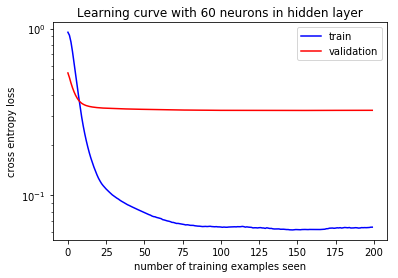 Learning curve with 60 neurons in hidden layer
train
validation
cross entropy loss
10⁰
10⁻¹
0 25 50 75 100 125 150 175 200
number of training examples seen